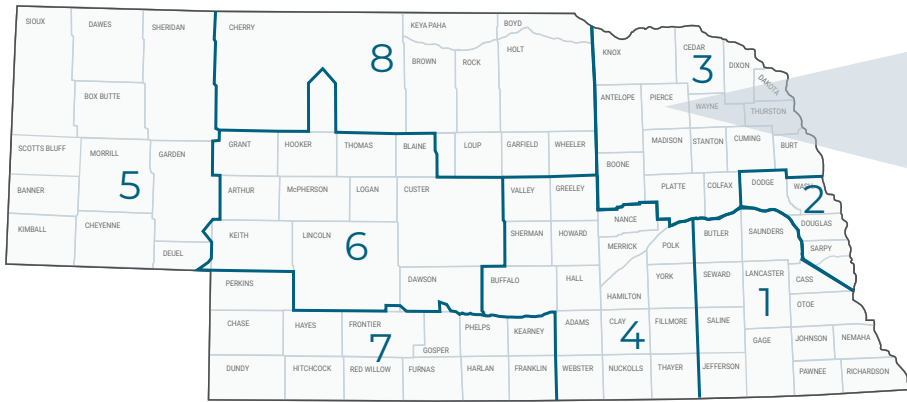 SIOUX
DAWES
SHERIDAN
CHERRY
KEYA PAHA
BOYD
HOLT
BROWN
ROCK
8
BOX BUTTE
KNOX
CEDAR
3
DIXON
DAKOTA
ANTELOPE
PIERCE
WAYNE
THURSTON
SCOTTS BLUFF
MORRILL
GARDEN
5
BANNER
KIMBALL
CHEYENNE
DEUEL
GRANT
HOOKER
THOMAS
BLAINE
LOUP
GARFIELD
WHEELER
BOONE
MADISON
STANTON
CUMING
BURT
ARTHUR
McPHERSON
LOGAN
CUSTER
VALLEY
GREELEY
PLATTE
COLFAX
DODGE
2
KEITH
LINCOLN
6
SHERMAN
HOWARD
NANCE
MERRICK
POLK
BUTLER
SAUNDERS
DOUGLAS
SARPY
PERKINS
DAWSON
BUFFALO
HALL
HAMILTON
YORK
SEWARD
LANCASTER
1
CASS
OTOE
CHASE
HAYES
FRONTIER
7
GOSPER
PHELPS
KEARNEY
ADAMS
CLAY
4
FILLMORE
SALINE
GAGE
JOHNSON
NEMAHA
DUNDY
HITCHCOCK
RED WILLOW
FURNAS
HARLAN
FRANKLIN
WEBSTER
NUCKOLLS
THAYER
JEFFERSON
PAWNEE
RICHARDSON